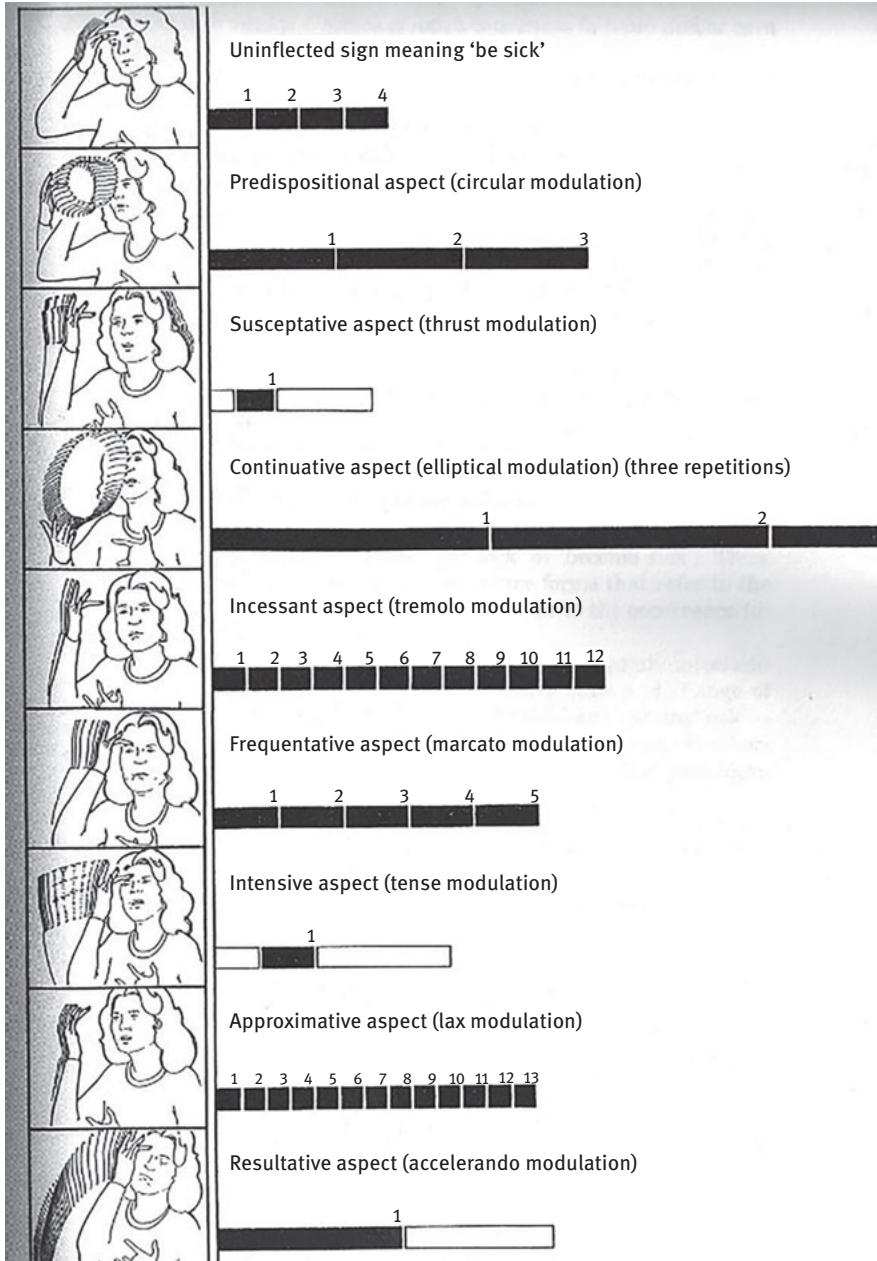 Uninflected sign meaning ‘be sick’
1 2 3 4
Predispositional aspect (circular modulation)
1 2 3
Susceptative aspect (thrust modulation)
1
Continuative aspect (elliptical modulation) (three repetitions)
1 2
Incessant aspect (tremolo modulation)
1 2 3 4 5 6 7 8 9 10 11 12
Frequentative aspect (marcato modulation)
1 2 3 4 5
Intensive aspect (tense modulation)
1
Approximative aspect (lax modulation)
1 2 3 4 5 6 7 8 9 10 11 12 13
Resultative aspect (accelerando modulation)
1